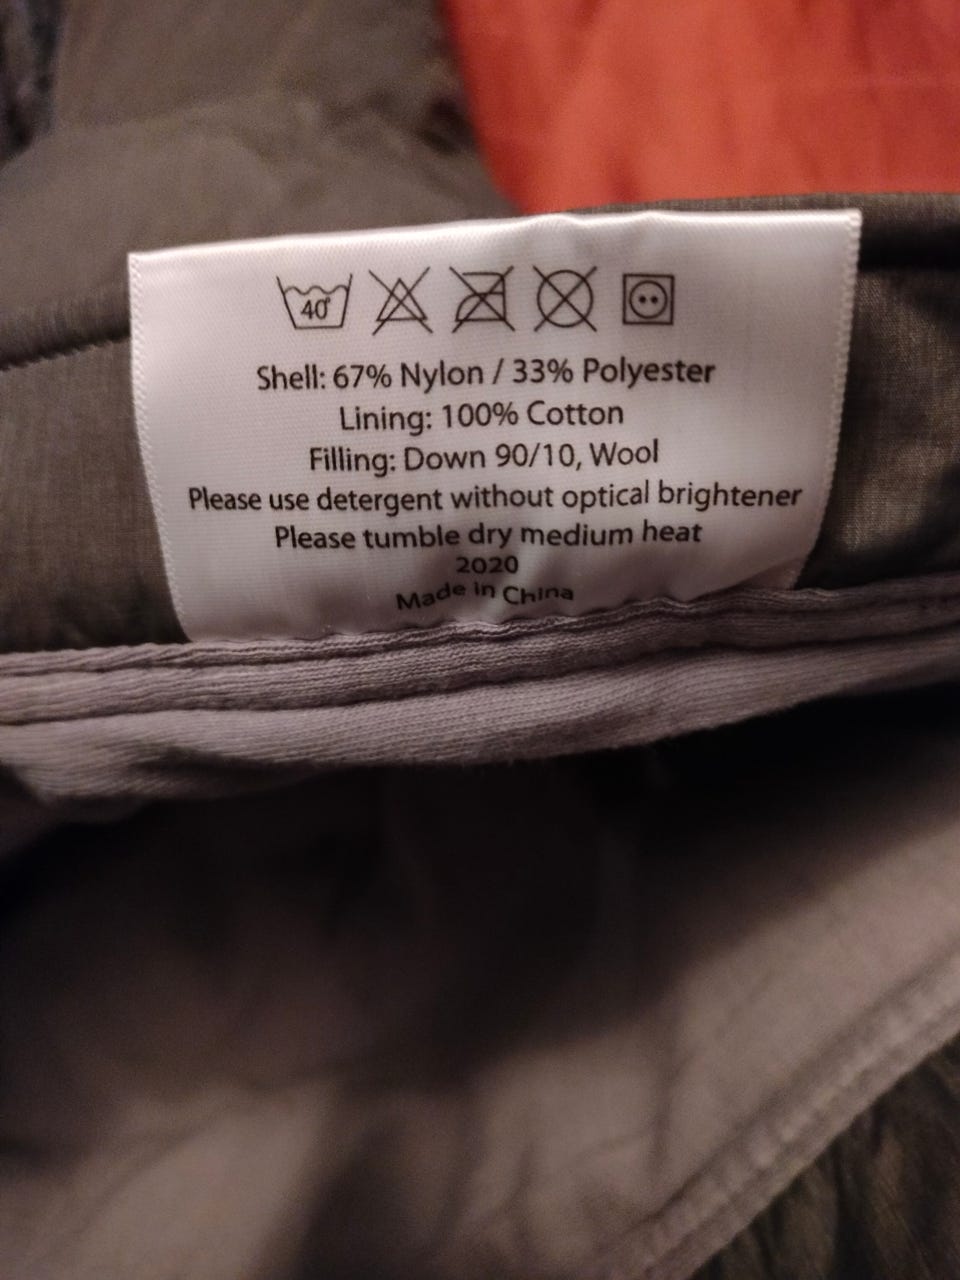 40°
Shell: 67% Nylon / 33% Polyester
Lining: 100% Cotton
Filling: Down 90/10, Wool
Please use detergent without optical brightener
Please tumble dry medium heat
2020
Made in China